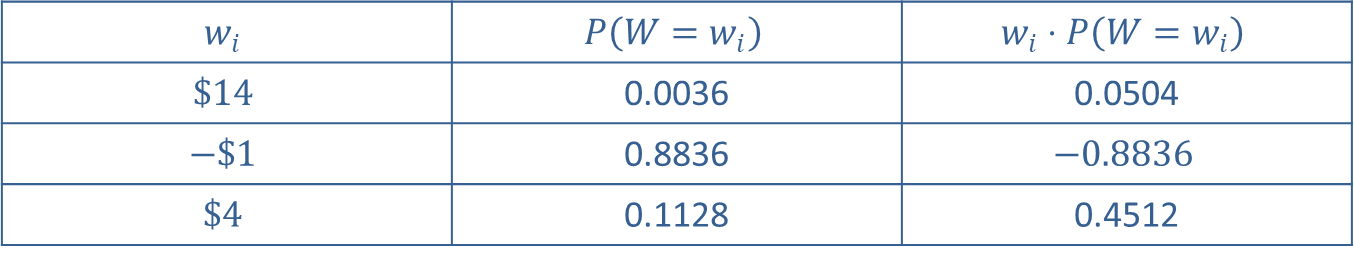 wᵢ P(W = wᵢ) wᵢ · P(W = wᵢ)
$14 0.0036 0.0504
−$1 0.8836 −0.8836
$4 0.1128 0.4512